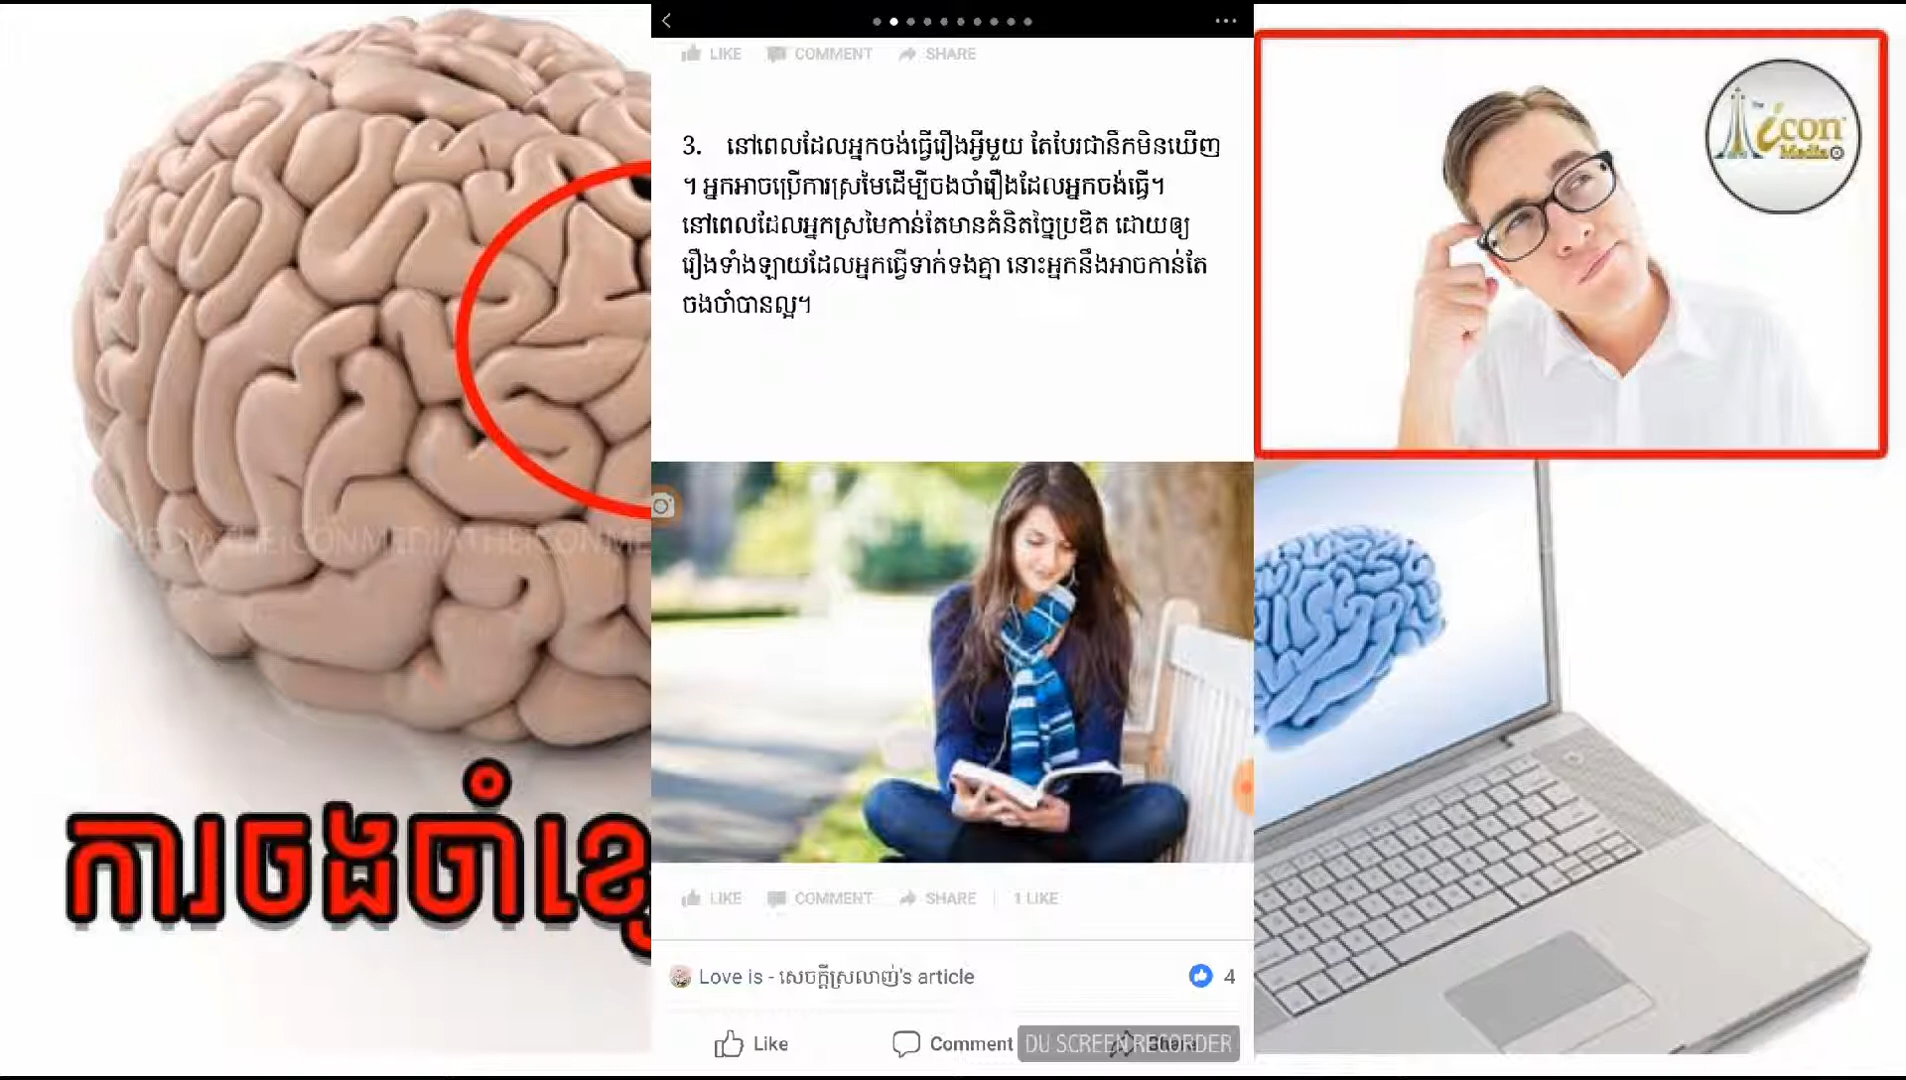 LIKE COMMENT SHARE
3. នៅពេលដែលអ្នកចង់ធ្វើរឿងអ្វីមួយ តែបែរជានឹកមិនឃើញ
។ អ្នកអាចប្រើការស្រមៃដើម្បីចងចាំរឿងដែលអ្នកចង់ធ្វើ។
នៅពេលដែលអ្នកស្រមៃកាន់តែមានគំនិតច្នៃប្រឌិត ដោយឲ្យ
រឿងទាំងឡាយដែលអ្នកធ្វើទាក់ទងគ្នា នោះអ្នកនឹងអាចកាន់តែ
ចងចាំបានល្អ។
The icon
Media
MEDIATHEiCONMEDIATHEiCONME
ការចងចាំ
LIKE COMMENT SHARE 1 LIKE
Love is - សេចក្តីស្រលាញ់'s article 4
Like Comment Share
DU SCREEN RECORDER